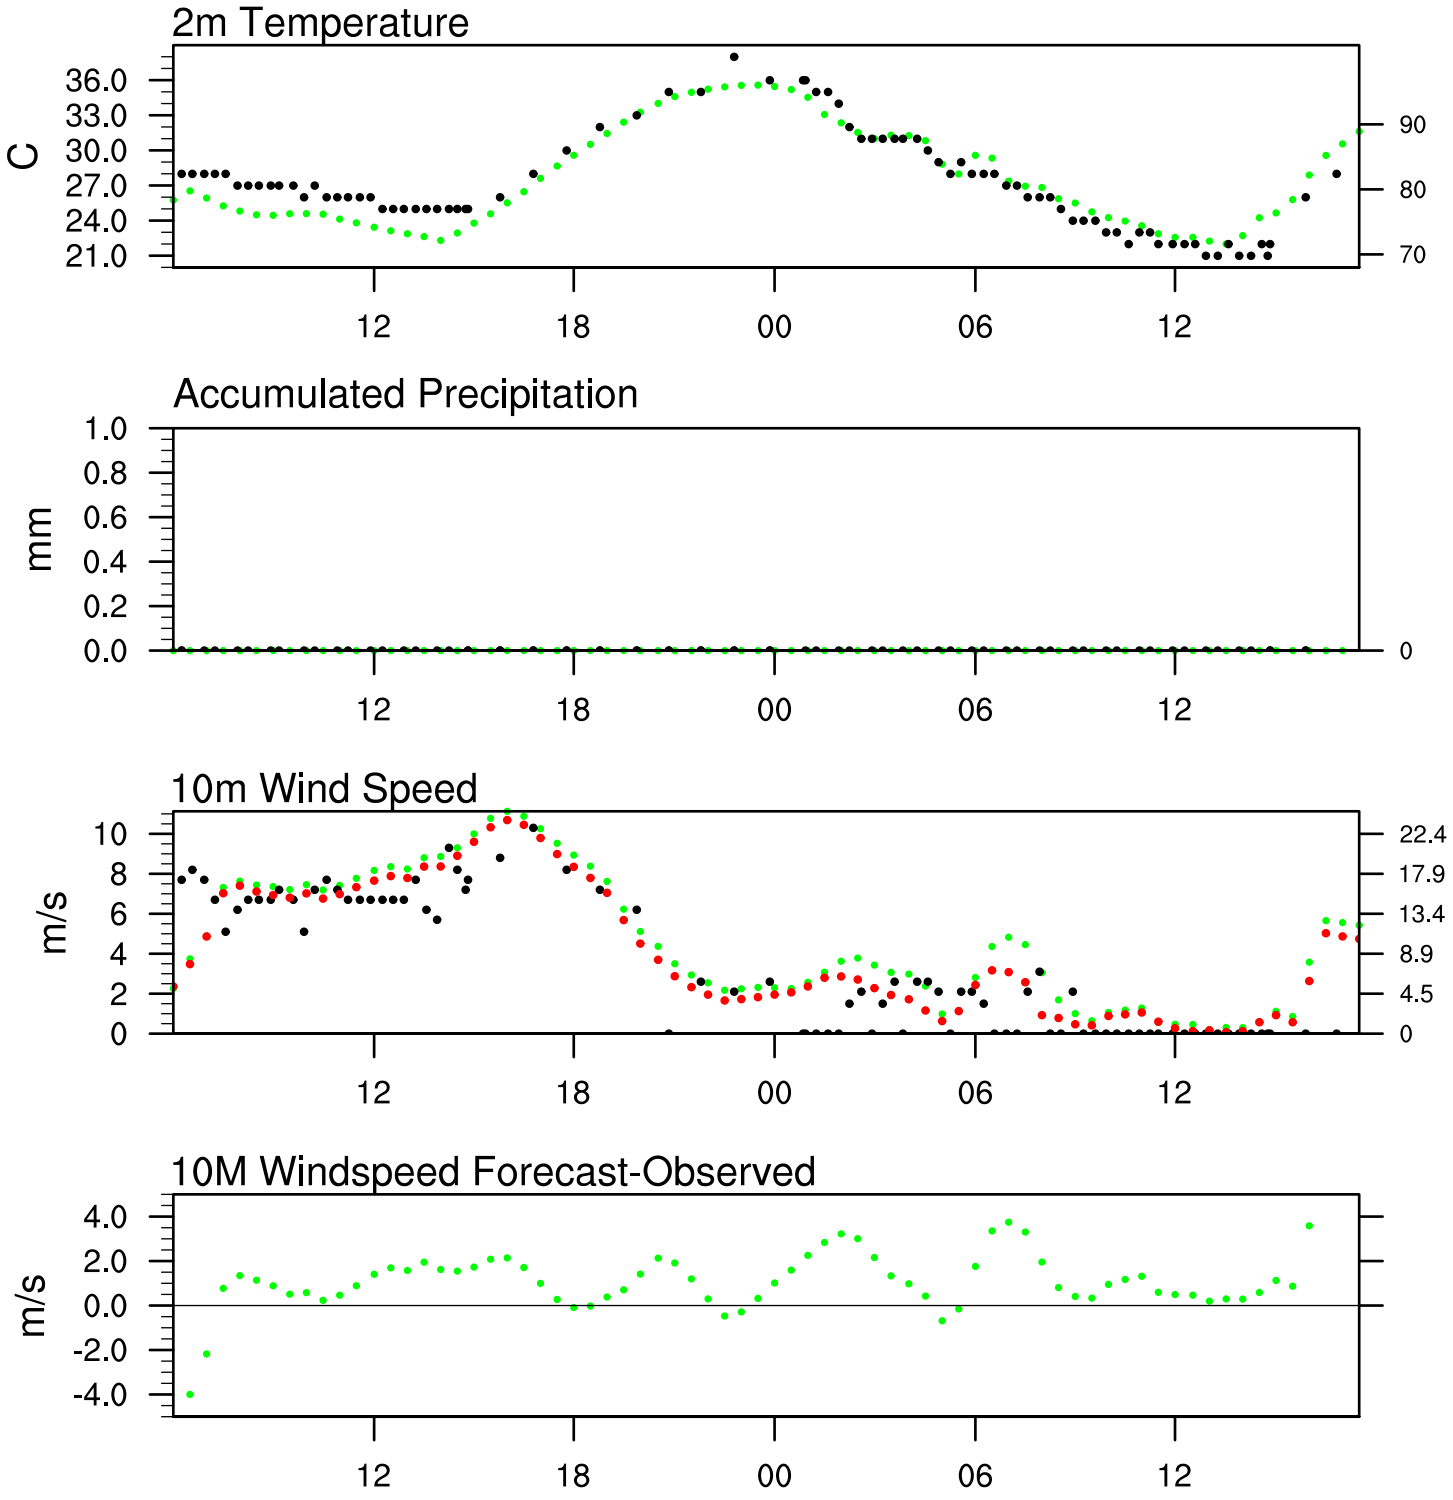 2m Temperature
C
36.0
33.0
30.0
27.0
24.0
21.0
90
80
70
12 18 00 06 12
Accumulated Precipitation
mm
1.0
0.8
0.6
0.4
0.2
0.0
0
12 18 00 06 12
10m Wind Speed
m/s
10
8
6
4
2
0
22.4
17.9
13.4
8.9
4.5
0
12 18 00 06 12
10M Windspeed Forecast-Observed
m/s
4.0
2.0
0.0
-2.0
-4.0
12 18 00 06 12